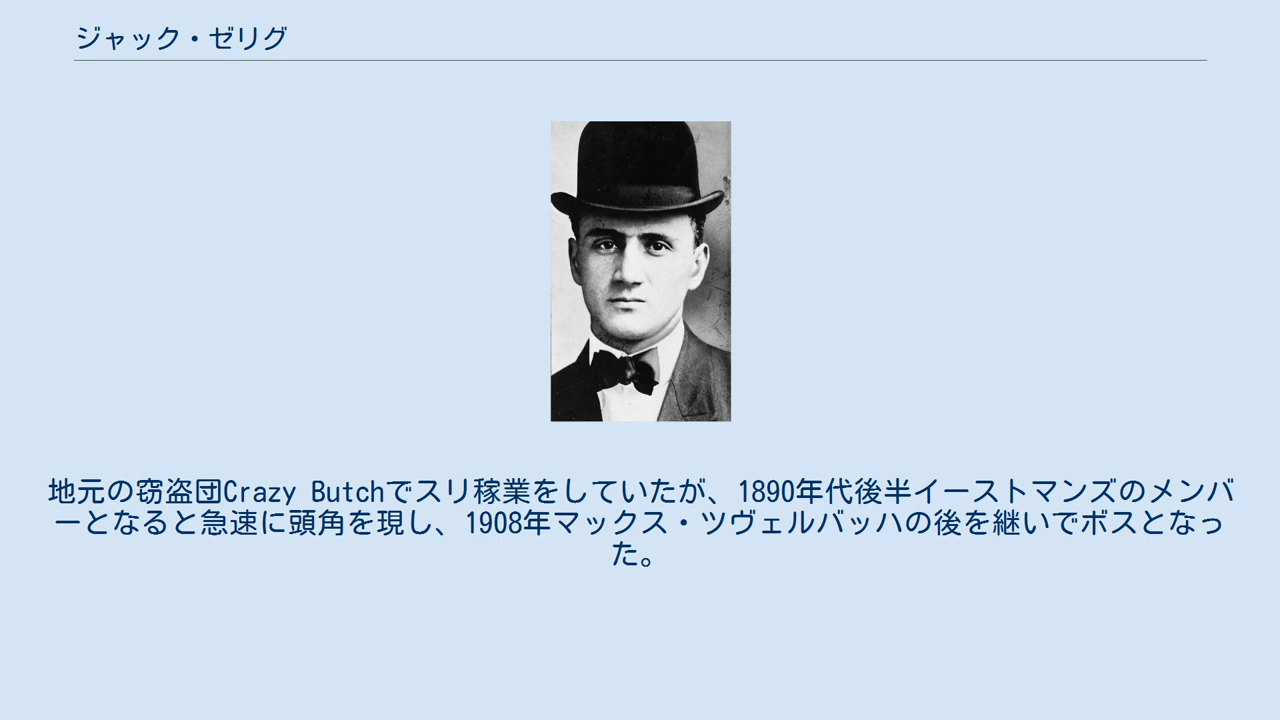 ジャック・ゼリグ
地元の窃盗団Crazy Butchでスリ稼業をしていたが、1890年代後半イーストマンズのメンバ
ーとなると急速に頭角を現し、1908年マックス・ツヴェルバッハの後を継いでボスとなっ
た。